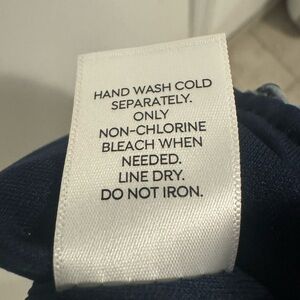 HAND WASH COLD
SEPARATELY.
ONLY
NON-CHLORINE
BLEACH WHEN
NEEDED.
LINE DRY.
DO NOT IRON.